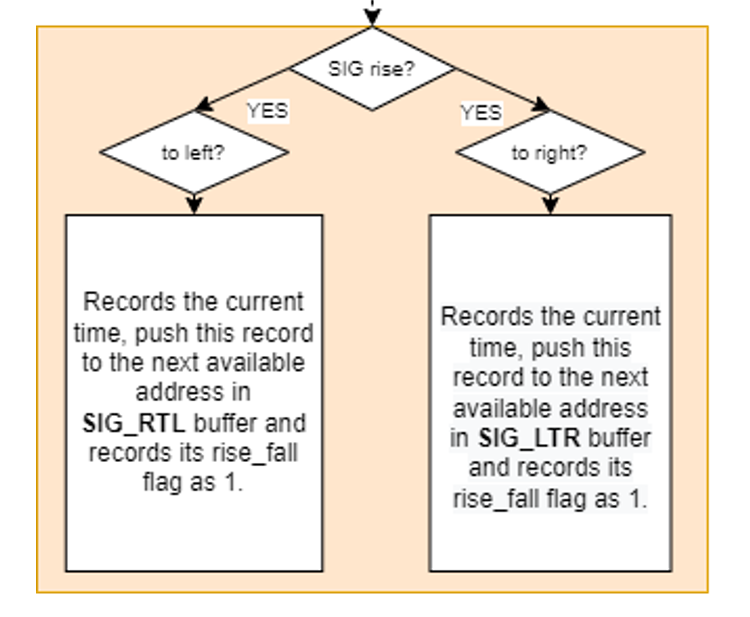 SIG rise?
YES
YES
to left?
to right?
Records the current
time, push this record
to the next available
address in
SIG_RTL buffer and
records its rise_fall
flag as 1.
Records the current
time, push this
record to the next
available address
in SIG_LTR buffer
and records its
rise_fall flag as 1.